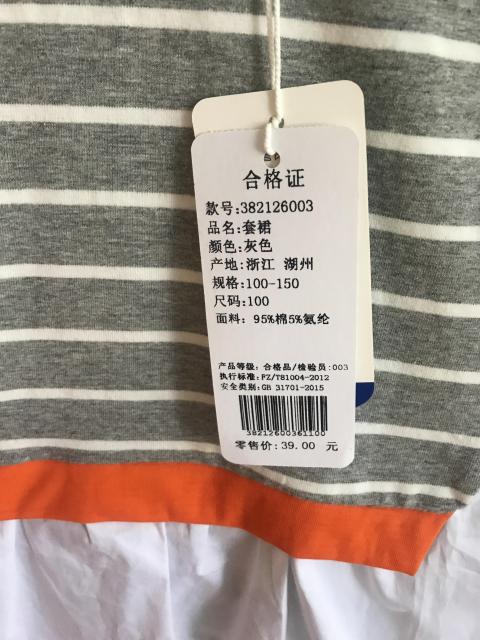 合格证
款号:382126003
品名:套裙
颜色:灰色
产地:浙江 湖州
规格:100-150
尺码:100
面料: 95%棉5%氨纶
产品等级: 合格品/检验员:003
执行标准:FZ/T81004-2012
安全类别:GB 31701-2015
38212600361100
零售价:39.00 元